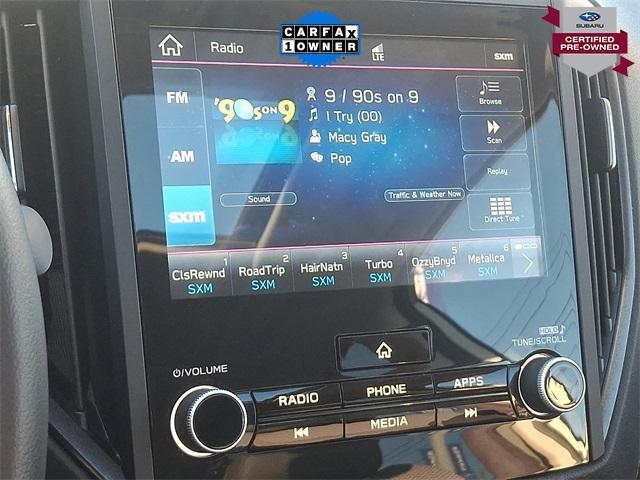 CARFAX
1 OWNER
SUBARU
CERTIFIED
PRE-OWNED
Radio
LTE
sxm
FM
AM
sxm
'90s on 9
9 / 90s on 9
I Try (00)
Macy Gray
Pop
Browse
Scan
Replay
Direct Tune
Sound
Traffic & Weather Now
1 2 3 4 5 6
ClsRewnd RoadTrip HairNatn Turbo OzzyBnyd Metalica
SXM SXM SXM SXM SXM SXM
HOLD
TUNE/SCROLL
VOLUME
RADIO PHONE APPS
MEDIA